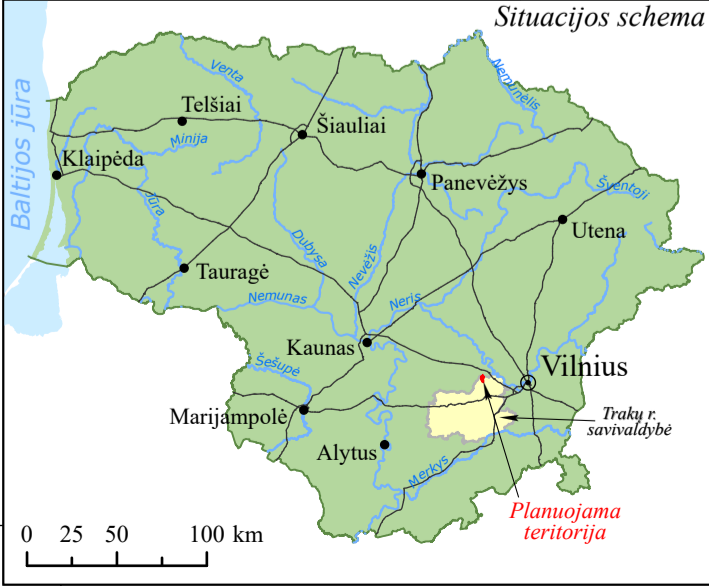 Situacijos schema
Baltijos jūra
Venta
Nemunėlis
Telšiai
Šiauliai
Minija
Klaipėda
Panevėžys
Šventoji
Jūra
Utena
Dubysa
Nevėžis
Tauragė
Nemunas
Neris
Kaunas
Šešupė
Vilnius
Marijampolė
Trakų r.
savivaldybė
Alytus
Merkys
Planuojama
teritorija
0 25 50 100 km